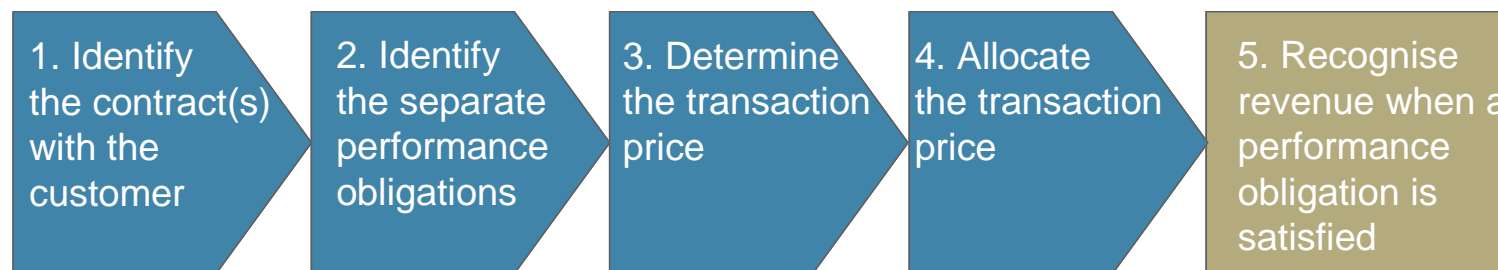 1. Identify
the contract(s)
with the
customer
2. Identify
the separate
performance
obligations
3. Determine
the transaction
price
4. Allocate
the transaction
price
5. Recognise
revenue when a
performance
obligation is
satisfied